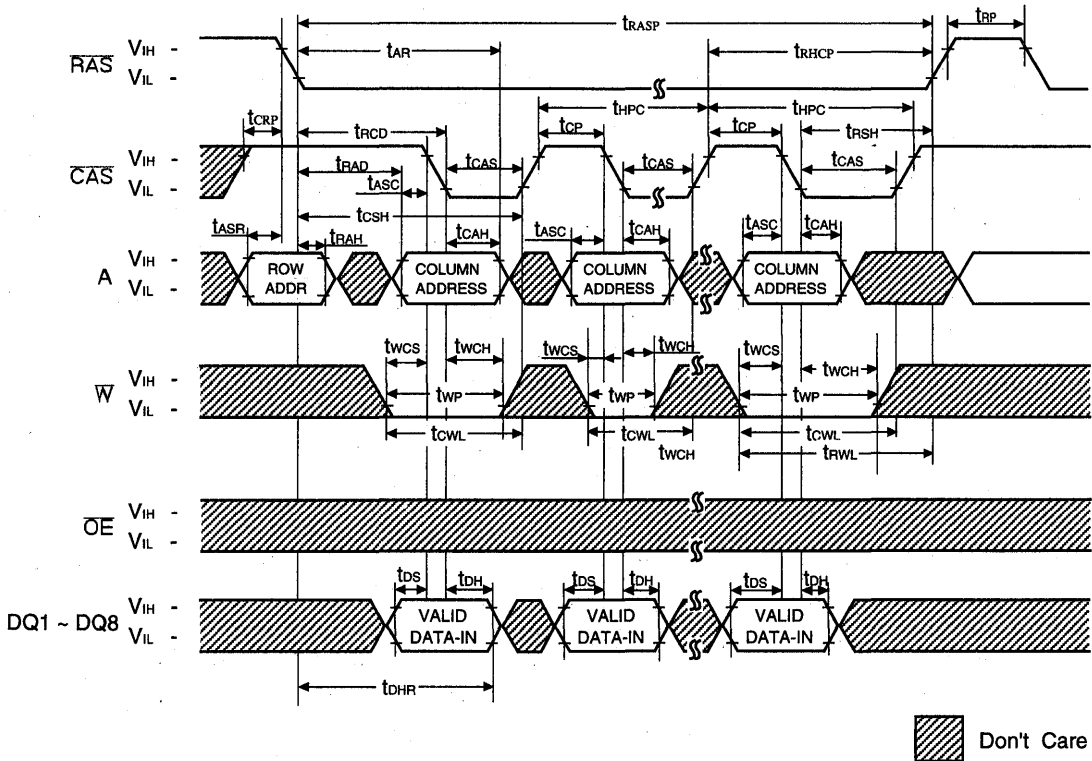 tRASP
tRP
tAR
tRHCP
RAS
VIH -
VIL -
tCRP
tHPC
tHPC
tRCD
tCP
tCP
tRSH
CAS
VIH -
VIL -
tRAD
tCAS
tCAS
tCAS
tASC
tCSH
tASR
tRAH
tCAH
tASC
tCAH
tASC
tCAH
A
VIH -
VIL -
ROW
ADDR
COLUMN
ADDRESS
COLUMN
ADDRESS
COLUMN
ADDRESS
tWCS
tWCH
tWCS
tWCH
tWCS
tWCH
W
VIH -
VIL -
tWP
tWP
tWP
tCWL
tCWL
tCWL
tWCH
tRWL
OE
VIH -
VIL -
tDS
tDH
tDS
tDH
tDS
tDH
DQ1 ~ DQ8
VIH -
VIL -
VALID
DATA-IN
VALID
DATA-IN
VALID
DATA-IN
tDHR
Don't Care